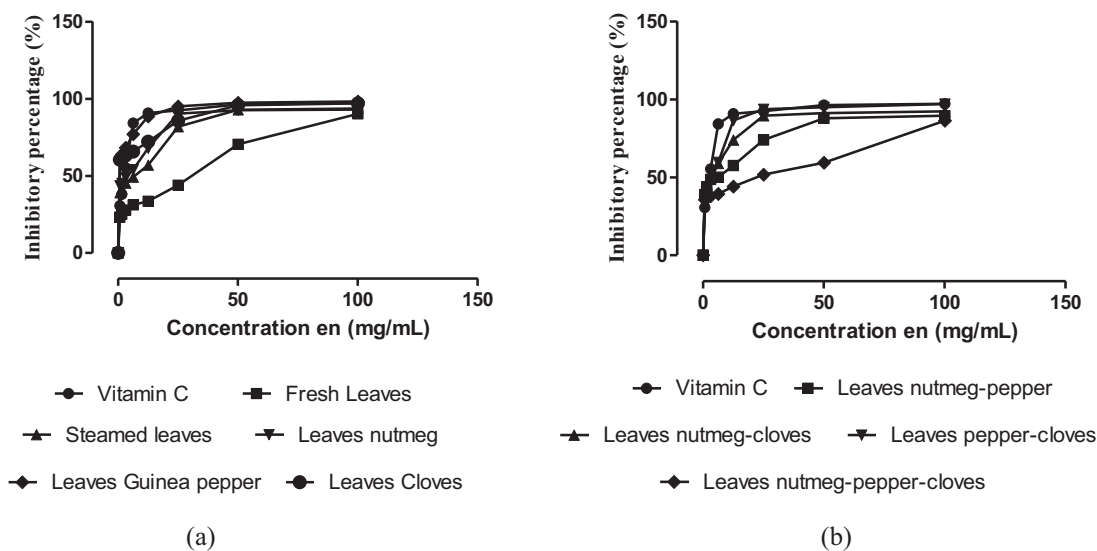 150
100
50
0
Inhibitory percentage (%)
0 50 100 150
Concentration en (mg/mL)
Vitamin C Fresh Leaves
Steamed leaves Leaves nutmeg
Leaves Guinea pepper Leaves Cloves
(a)
150
100
50
0
Inhibitory percentage (%)
0 50 100 150
Concentration en (mg/mL)
Vitamin C Leaves nutmeg-pepper
Leaves nutmeg-cloves Leaves pepper-cloves
Leaves nutmeg-pepper-cloves
(b)